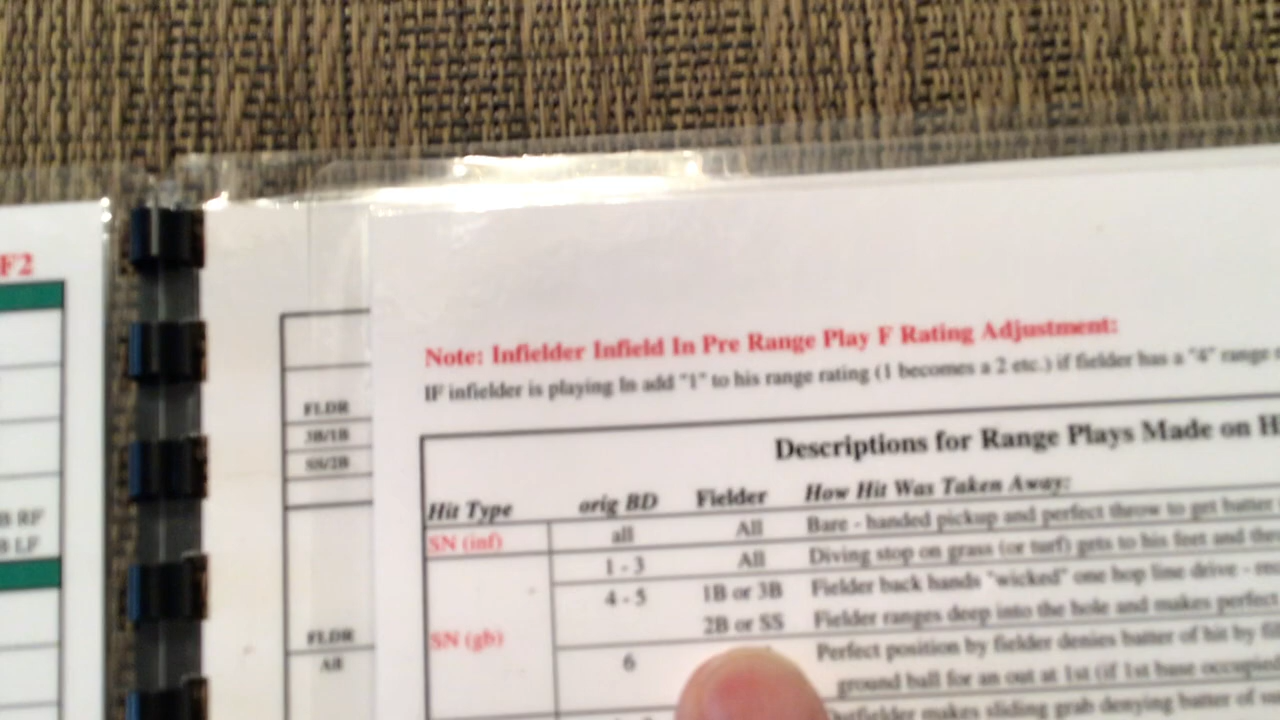 F2
B RF
B LF
FLDR
3B/1B
SS/2B
FLDR
All
Note: Infielder Infield In Pre Range Play F Rating Adjustment:
IF infielder is playing In add "1" to his range rating (1 becomes a 2 etc.) if fielder has a "4" range
Descriptions for Range Plays Made on H
Hit Type orig BD Fielder How Hit Was Taken Away:
SN (inf) all All Bare - handed pickup and perfect throw to get batter
1 - 3 All Diving stop on grass (or turf) gets to his feet and
4 - 5 1B or 3B Fielder back hands "wicked" one hop line drive -
2B or SS Fielder ranges deep into the hole and makes perfect
SN (gb)
6 Perfect position by fielder denies batter of hit by
ground ball for an out at 1st (if 1st base occupied
Outfielder makes sliding grab denying batter of